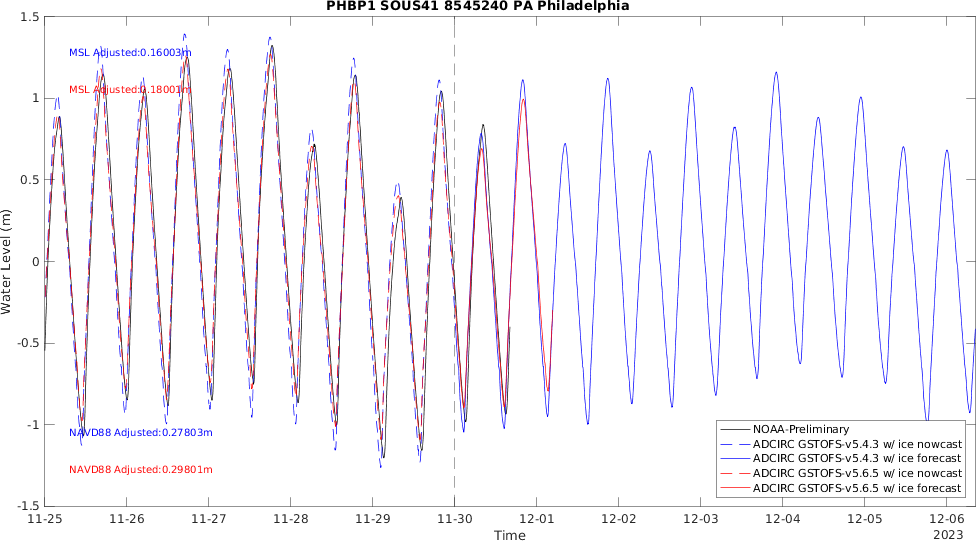 PHBP1 SOUS41 8545240 PA Philadelphia
1.5
1
0.5
0
-0.5
-1
-1.5
Water Level (m)
MSL Adjusted:0.16003m
MSL Adjusted:0.18001m
NAVD88 Adjusted:0.27803m
NAVD88 Adjusted:0.29801m
NOAA-Preliminary
ADCIRC GSTOFS-v5.4.3 w/ ice nowcast
ADCIRC GSTOFS-v5.4.3 w/ ice forecast
ADCIRC GSTOFS-v5.6.5 w/ ice nowcast
ADCIRC GSTOFS-v5.6.5 w/ ice forecast
11-25 11-26 11-27 11-28 11-29 11-30 12-01 12-02 12-03 12-04 12-05 12-06
Time
2023